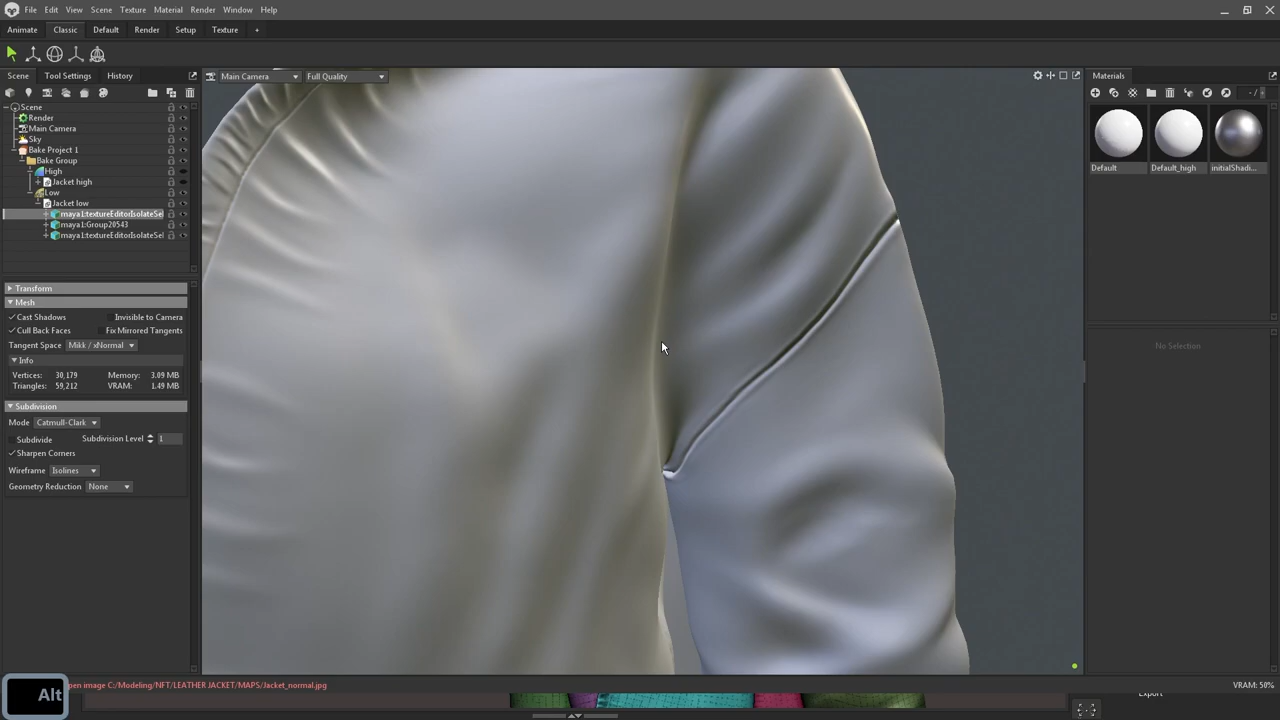 File Edit View Scene Texture Material Render Window Help
Animate Classic Default Render Setup Texture +
Scene Tool Settings History
Main Camera Full Quality
Materials
Scene
Render
Main Camera
Sky
Bake Project 1
Bake Group
High
Jacket high
Low
Jacket low
maya1:textureEditorIsolateSel
maya1:Group20543
maya1:textureEditorIsolateSel
Default Default_high initialShadi...
Transform
Mesh
Cast Shadows Invisible to Camera
Cull Back Faces Fix Mirrored Tangents
Tangent Space Mikk / xNormal
Info
Vertices: 30,179 Memory: 3.09 MB
Triangles: 59,212 VRAM: 1.49 MB
Subdivision
Mode Catmull-Clark
Subdivide Subdivision Level 1
Sharpen Corners
Wireframe Isolines
Geometry Reduction None
No Selection
Alt
pen image C:/Modeling/NFT/LEATHER JACKET/MAPS/Jacket_normal.jpg
VRAM: 50%
Export